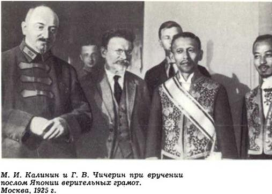 М. И. Калинин и Г. В. Чичерин при вручении
послом Японии верительных грамот.
Москва, 1925 г.